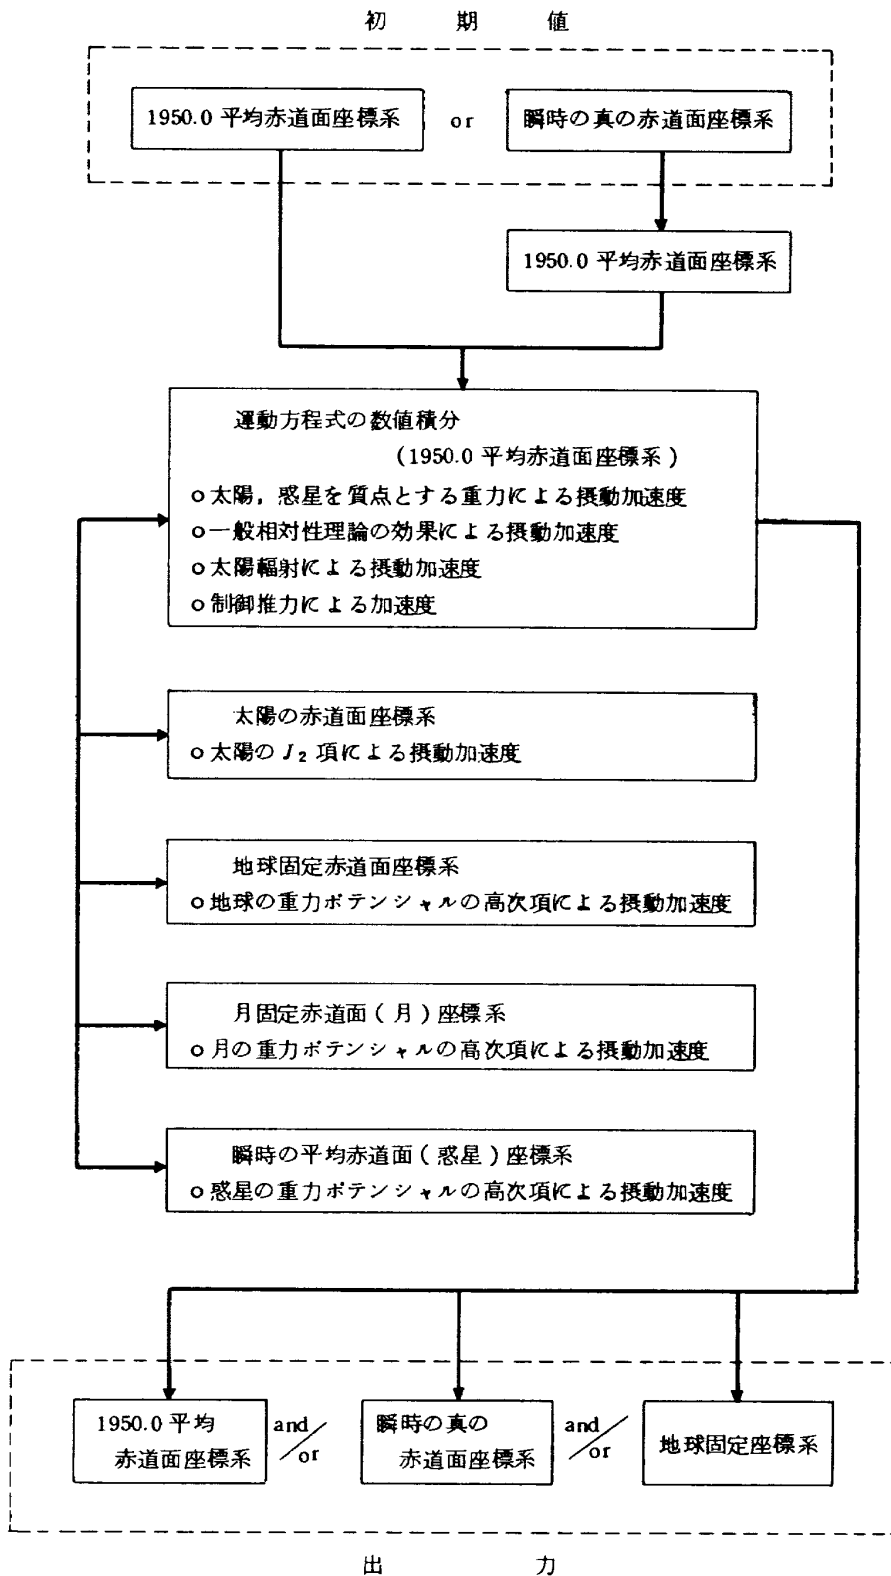 初期値
1950.0 平均赤道面座標系 or 瞬時の真の赤道面座標系
1950.0 平均赤道面座標系
運動方程式の数値積分
(1950.0 平均赤道面座標系)
○太陽,惑星を質点とする重力による摂動加速度
○一般相対性理論の効果による摂動加速度
○太陽輻射による摂動加速度
○制御推力による加速度
太陽の赤道面座標系
○太陽のJ₂項による摂動加速度
地球固定赤道面座標系
○地球の重力ポテンシャルの高次項による摂動加速度
月固定赤道面(月)座標系
○月の重力ポテンシャルの高次項による摂動加速度
瞬時の平均赤道面(惑星)座標系
○惑星の重力ポテンシャルの高次項による摂動加速度
1950.0 平均
赤道面座標系
and/or
瞬時の真の
赤道面座標系
and/or
地球固定座標系
出力